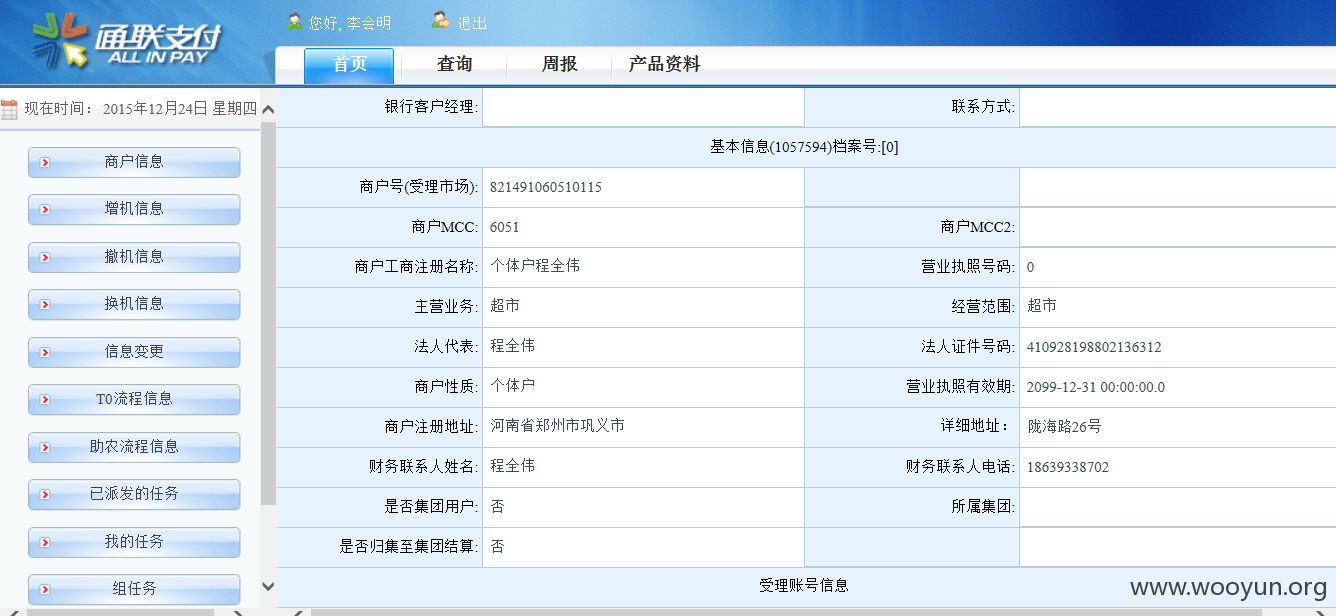 通联支付
ALL IN PAY
您好, 李会明
退出
首页
查询
周报
产品资料
现在时间： 2015年12月24日 星期四
商户信息
增机信息
撤机信息
换机信息
信息变更
T0流程信息
助农流程信息
已派发的任务
我的任务
组任务
银行客户经理:
联系方式:
基本信息(1057594)档案号:[0]
商户号(受理市场): 821491060510115
商户MCC: 6051
商户MCC2:
商户工商注册名称: 个体户程全伟
营业执照号码: 0
主营业务: 超市
经营范围: 超市
法人代表: 程全伟
法人证件号码: 410928198802136312
商户性质: 个体户
营业执照有效期: 2099-12-31 00:00:00.0
商户注册地址: 河南省郑州市巩义市
详细地址： 陇海路26号
财务联系人姓名: 程全伟
财务联系人电话: 18639338702
是否集团用户: 否
所属集团:
是否归集至集团结算: 否
受理账号信息
www.wooyun.org